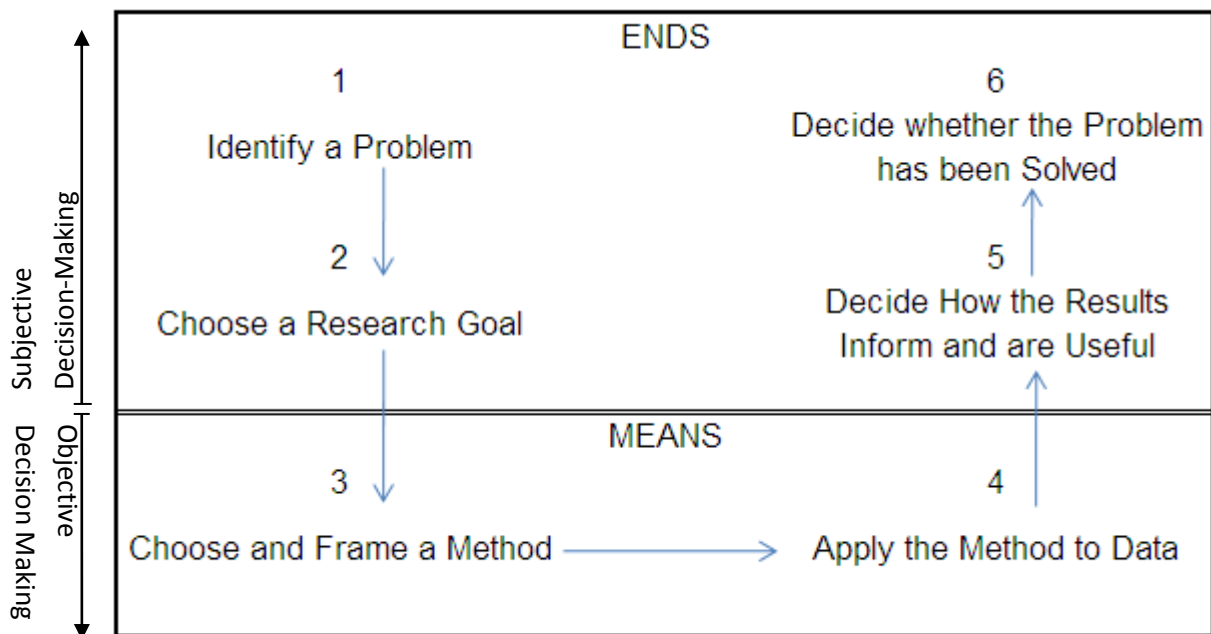 ENDS
1
Identify a Problem
2
Choose a Research Goal
6
Decide whether the Problem
has been Solved
5
Decide How the Results
Inform and are Useful
MEANS
3
Choose and Frame a Method
4
Apply the Method to Data
Subjective
Decision-Making
Objective
Decision Making